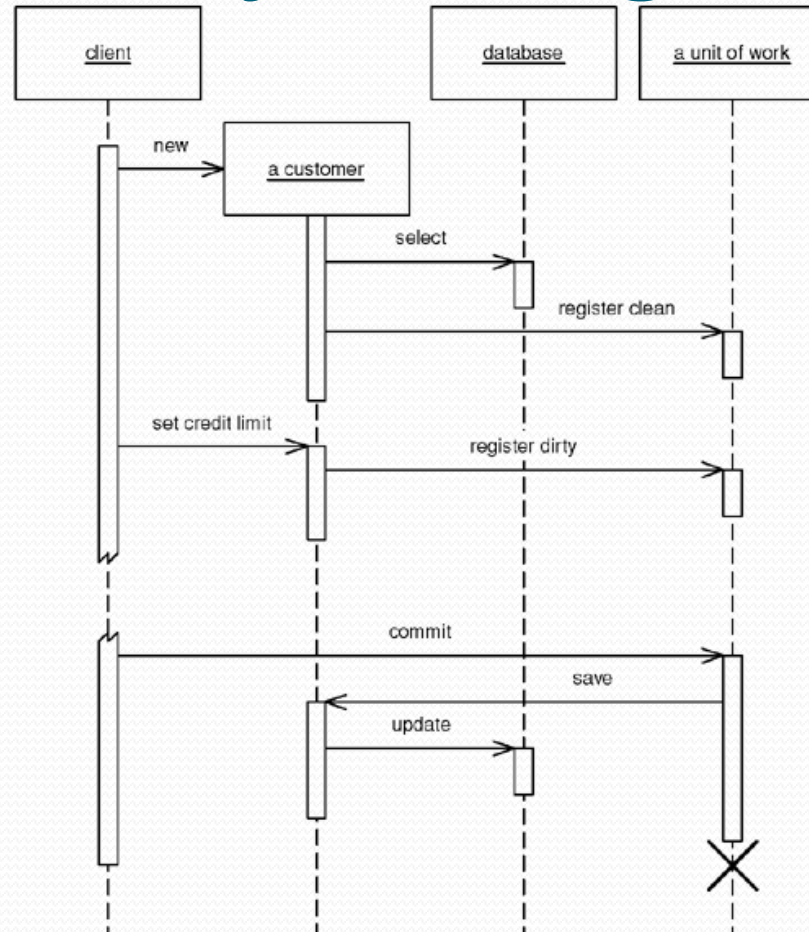 client
database
a unit of work
new
a customer
select
register clean
set credit limit
register dirty
commit
save
update